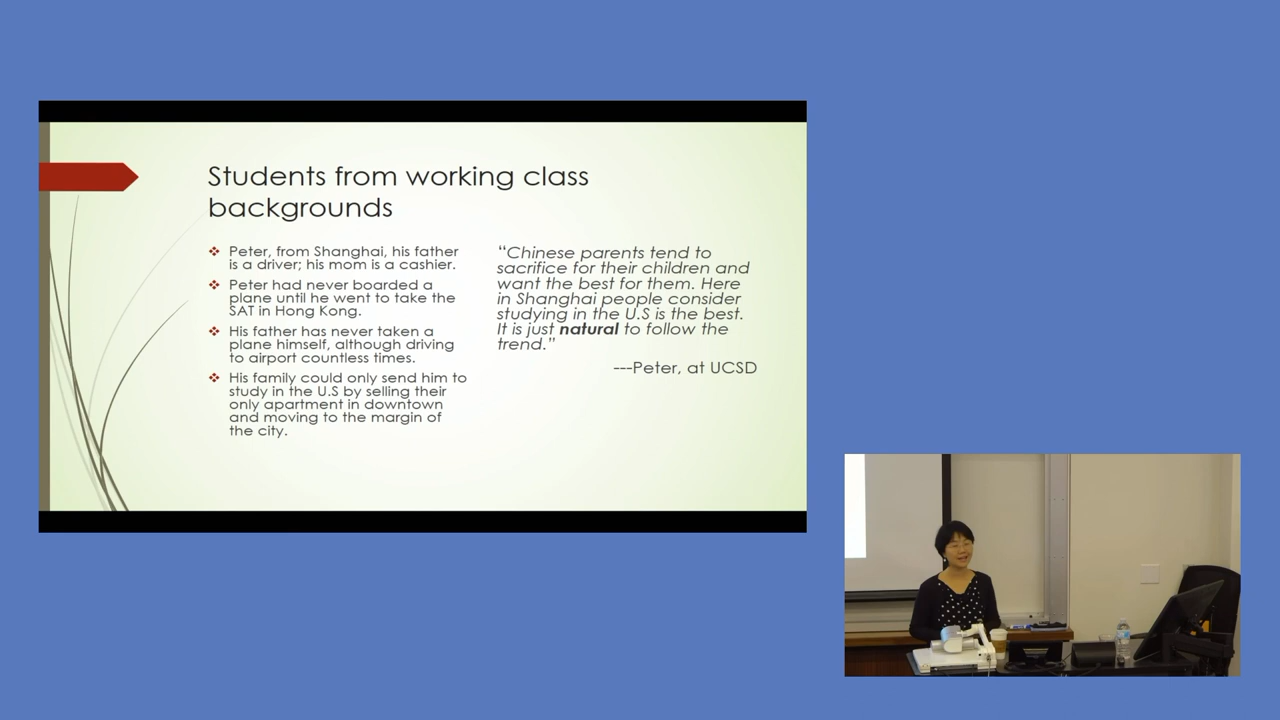 Students from working class
backgrounds
Peter, from Shanghai, his father
is a driver; his mom is a cashier.
Peter had never boarded a
plane until he went to take the
SAT in Hong Kong.
His father has never taken a
plane himself, although driving
to airport countless times.
His family could only send him to
study in the U.S by selling their
only apartment in downtown
and moving to the margin of
the city.
“Chinese parents tend to
sacrifice for their children and
want the best for them. Here
in Shanghai people consider
studying in the U.S is the best.
It is just natural to follow the
trend.”
---Peter, at UCSD